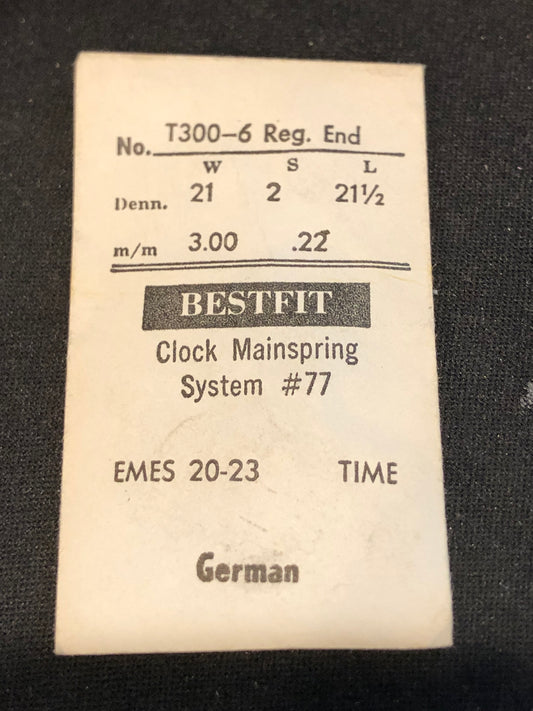 No. T300-6 Reg. End
W S L
Denn. 21 2 21½
m/m 3.00 .22
BESTFIT
Clock Mainspring
System #77
EMES 20-23 TIME
German